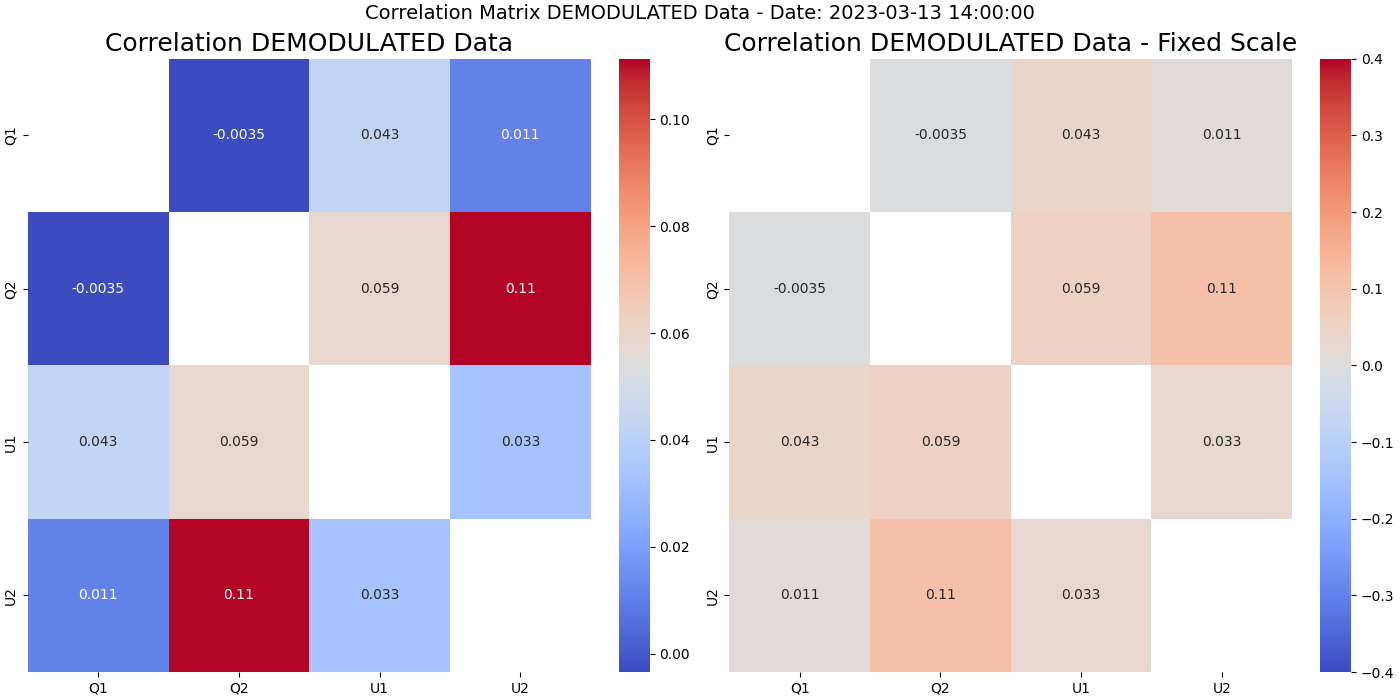 Correlation Matrix DEMODULATED Data - Date: 2023-03-13 14:00:00
Correlation DEMODULATED Data
Q1
-0.0035
0.043
0.011
Q2
-0.0035
0.059
0.11
U1
0.043
0.059
0.033
U2
0.011
0.11
0.033
Q1
Q2
U1
U2
0.10
0.08
0.06
0.04
0.02
0.00
Correlation DEMODULATED Data - Fixed Scale
Q1
-0.0035
0.043
0.011
Q2
-0.0035
0.059
0.11
U1
0.043
0.059
0.033
U2
0.011
0.11
0.033
Q1
Q2
U1
U2
0.4
0.3
0.2
0.1
0.0
−0.1
−0.2
−0.3
−0.4